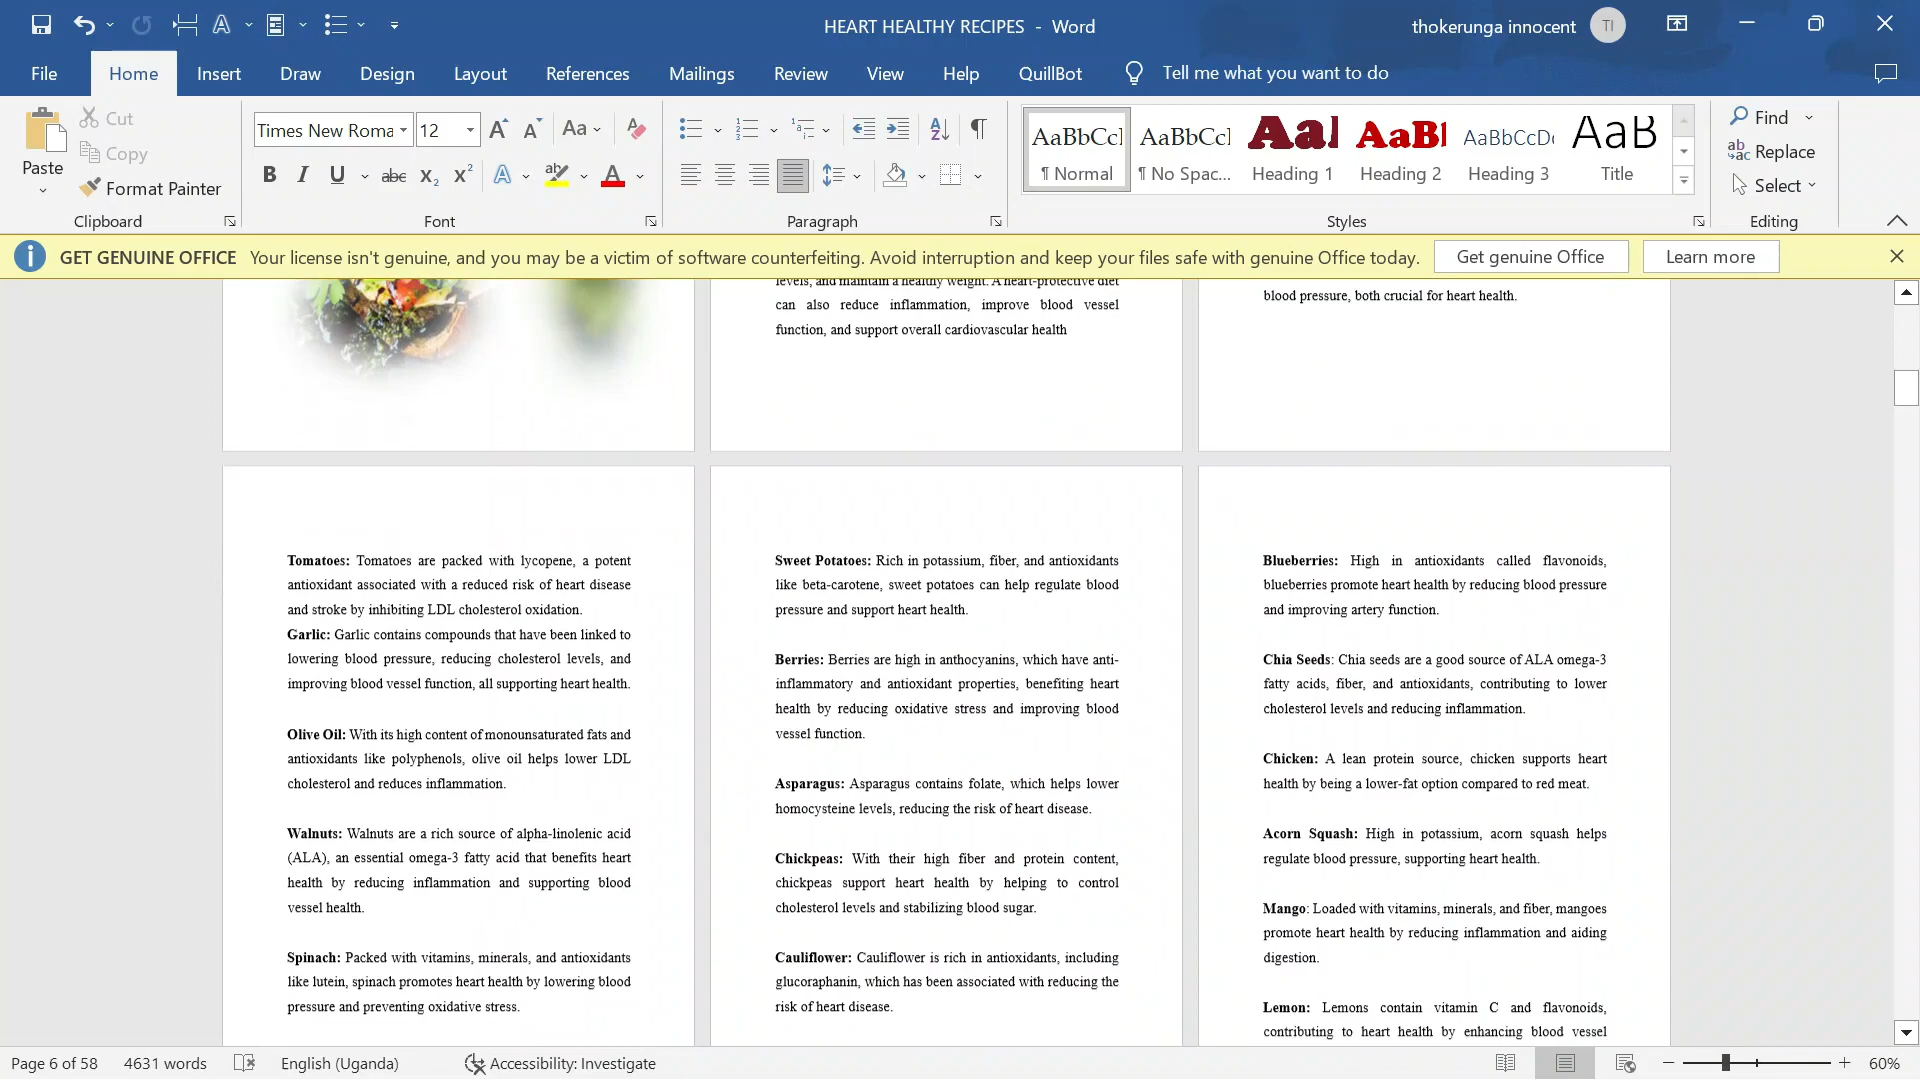 HEART HEALTHY RECIPES - Word
thokerunga innocent TI
File Home Insert Draw Design Layout References Mailings Review View Help QuillBot Tell me what you want to do
Paste
Cut
Copy
Format Painter
Clipboard
Times New Roma 12
Font
Paragraph
AaBbCcI ¶ Normal
AaBbCcI ¶ No Spac...
AaI Heading 1
AaBI Heading 2
AaBbCcDc Heading 3
AaB Title
Styles
Find
Replace
Select
Editing
GET GENUINE OFFICE Your license isn't genuine, and you may be a victim of software counterfeiting. Avoid interruption and keep your files safe with genuine Office today. Get genuine Office Learn more
levels, and maintain a healthy weight. A heart-protective diet
can also reduce inflammation, improve blood vessel
function, and support overall cardiovascular health
blood pressure, both crucial for heart health.
Tomatoes: Tomatoes are packed with lycopene, a potent
antioxidant associated with a reduced risk of heart disease
and stroke by inhibiting LDL cholesterol oxidation.
Garlic: Garlic contains compounds that have been linked to
lowering blood pressure, reducing cholesterol levels, and
improving blood vessel function, all supporting heart health.
Olive Oil: With its high content of monounsaturated fats and
antioxidants like polyphenols, olive oil helps lower LDL
cholesterol and reduces inflammation.
Walnuts: Walnuts are a rich source of alpha-linolenic acid
(ALA), an essential omega-3 fatty acid that benefits heart
health by reducing inflammation and supporting blood
vessel health.
Spinach: Packed with vitamins, minerals, and antioxidants
like lutein, spinach promotes heart health by lowering blood
pressure and preventing oxidative stress.
Sweet Potatoes: Rich in potassium, fiber, and antioxidants
like beta-carotene, sweet potatoes can help regulate blood
pressure and support heart health.
Berries: Berries are high in anthocyanins, which have anti-
inflammatory and antioxidant properties, benefiting heart
health by reducing oxidative stress and improving blood
vessel function.
Asparagus: Asparagus contains folate, which helps lower
homocysteine levels, reducing the risk of heart disease.
Chickpeas: With their high fiber and protein content,
chickpeas support heart health by helping to control
cholesterol levels and stabilizing blood sugar.
Cauliflower: Cauliflower is rich in antioxidants, including
glucoraphanin, which has been associated with reducing the
risk of heart disease.
Blueberries: High in antioxidants called flavonoids,
blueberries promote heart health by reducing blood pressure
and improving artery function.
Chia Seeds: Chia seeds are a good source of ALA omega-3
fatty acids, fiber, and antioxidants, contributing to lower
cholesterol levels and reducing inflammation.
Chicken: A lean protein source, chicken supports heart
health by being a lower-fat option compared to red meat.
Acorn Squash: High in potassium, acorn squash helps
regulate blood pressure, supporting heart health.
Mango: Loaded with vitamins, minerals, and fiber, mangoes
promote heart health by reducing inflammation and aiding
digestion.
Lemon: Lemons contain vitamin C and flavonoids,
contributing to heart health by enhancing blood vessel
Page 6 of 58 4631 words English (Uganda) Accessibility: Investigate 60%